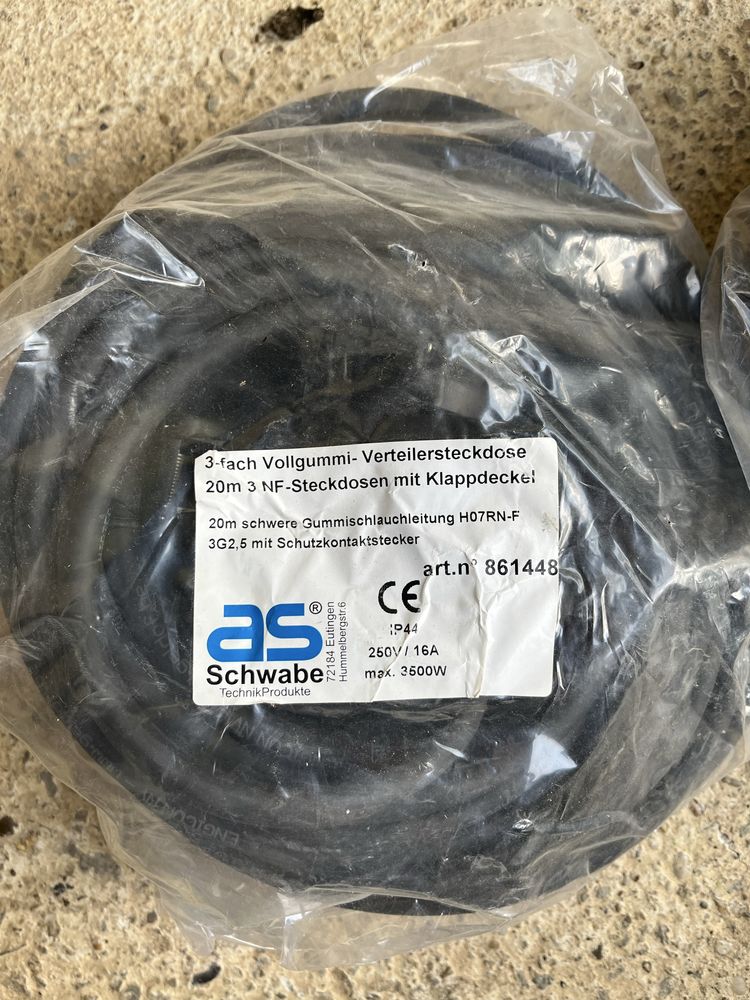 3-fach Vollgummi- Verteilersteckdose
20m 3 NF-Steckdosen mit Klappdeckel
20m schwere Gummischlauchleitung H07RN-F
3G2,5 mit Schutzkontaktstecker
art.n° 861448
CE
IP44
250V/ 16A
max. 3500W
as®
Schwabe
TechnikProdukte
72184 Eutingen
Hummelbergstr.6